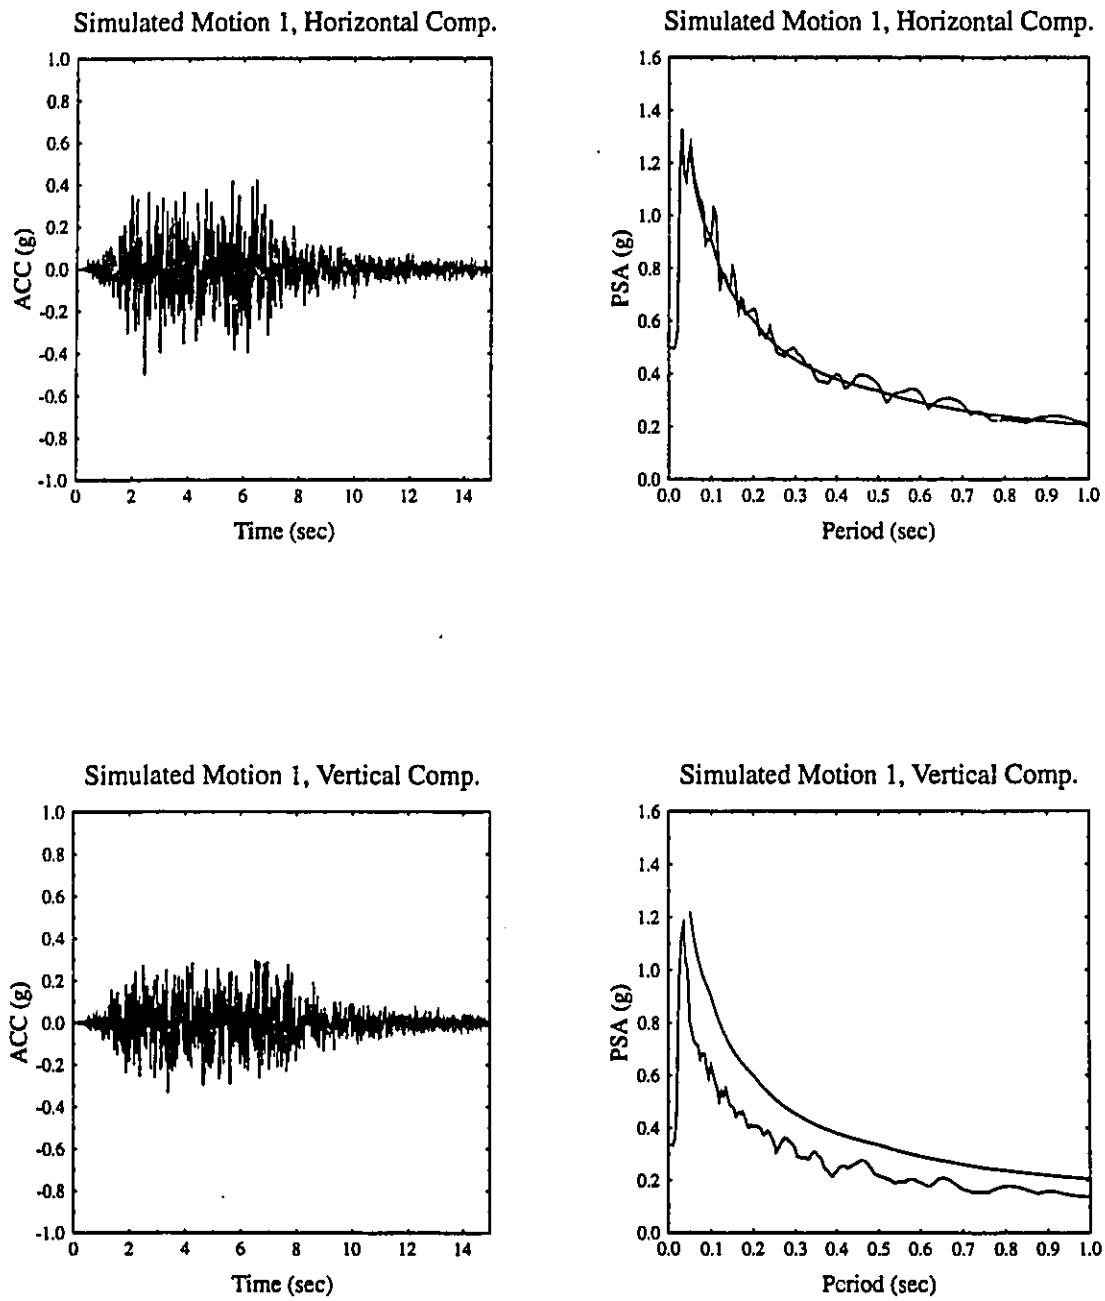 Simulated Motion 1, Horizontal Comp.
1.0
0.8
0.6
0.4
0.2
0.0
-0.2
-0.4
-0.6
-0.8
-1.0
ACC (g)
0 2 4 6 8 10 12 14
Time (sec)
Simulated Motion 1, Horizontal Comp.
1.6
1.4
1.2
1.0
0.8
0.6
0.4
0.2
0.0
PSA (g)
0.0 0.1 0.2 0.3 0.4 0.5 0.6 0.7 0.8 0.9 1.0
Period (sec)
Simulated Motion 1, Vertical Comp.
1.0
0.8
0.6
0.4
0.2
0.0
-0.2
-0.4
-0.6
-0.8
-1.0
ACC (g)
0 2 4 6 8 10 12 14
Time (sec)
Simulated Motion 1, Vertical Comp.
1.6
1.4
1.2
1.0
0.8
0.6
0.4
0.2
0.0
PSA (g)
0.0 0.1 0.2 0.3 0.4 0.5 0.6 0.7 0.8 0.9 1.0
Period (sec)